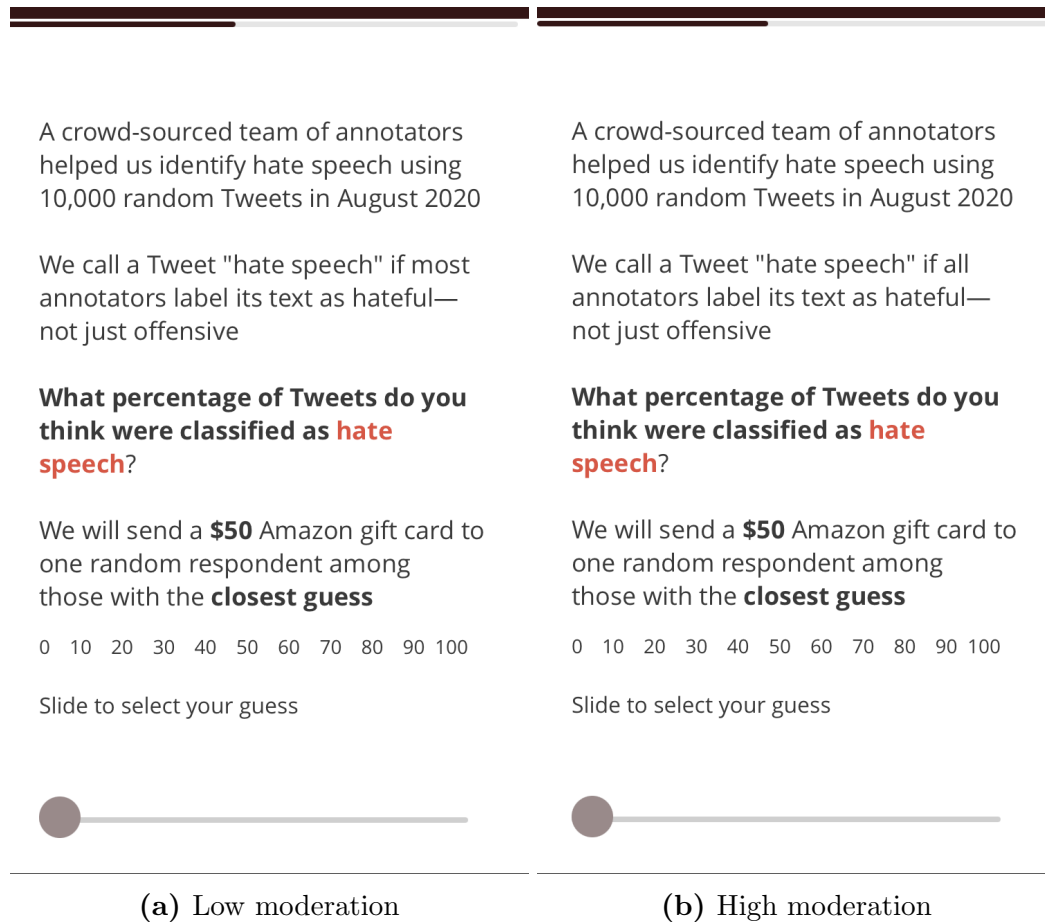 A crowd-sourced team of annotators
helped us identify hate speech using
10,000 random Tweets in August 2020
We call a Tweet "hate speech" if most
annotators label its text as hateful—
not just offensive
What percentage of Tweets do you
think were classified as hate
speech?
We will send a $50 Amazon gift card to
one random respondent among
those with the closest guess
0 10 20 30 40 50 60 70 80 90 100
Slide to select your guess
(a) Low moderation
A crowd-sourced team of annotators
helped us identify hate speech using
10,000 random Tweets in August 2020
We call a Tweet "hate speech" if all
annotators label its text as hateful—
not just offensive
What percentage of Tweets do you
think were classified as hate
speech?
We will send a $50 Amazon gift card to
one random respondent among
those with the closest guess
0 10 20 30 40 50 60 70 80 90 100
Slide to select your guess
(b) High moderation